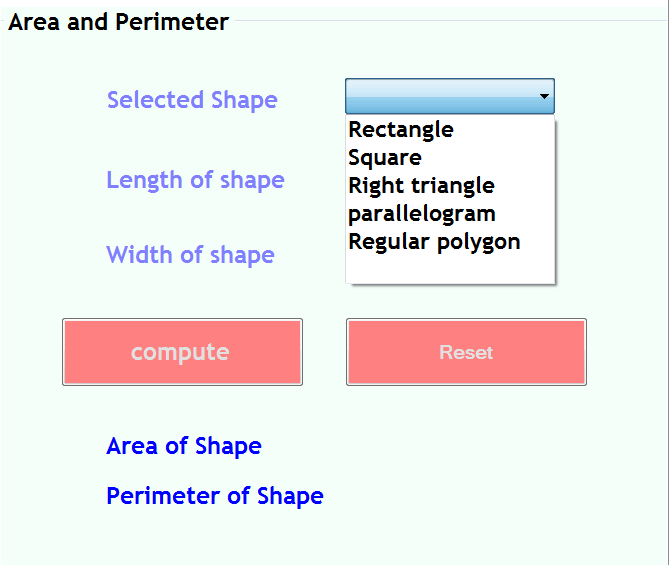 Area and Perimeter
Selected Shape
Rectangle
Square
Right triangle
parallelogram
Regular polygon
Length of shape
Width of shape
compute
Reset
Area of Shape
Perimeter of Shape